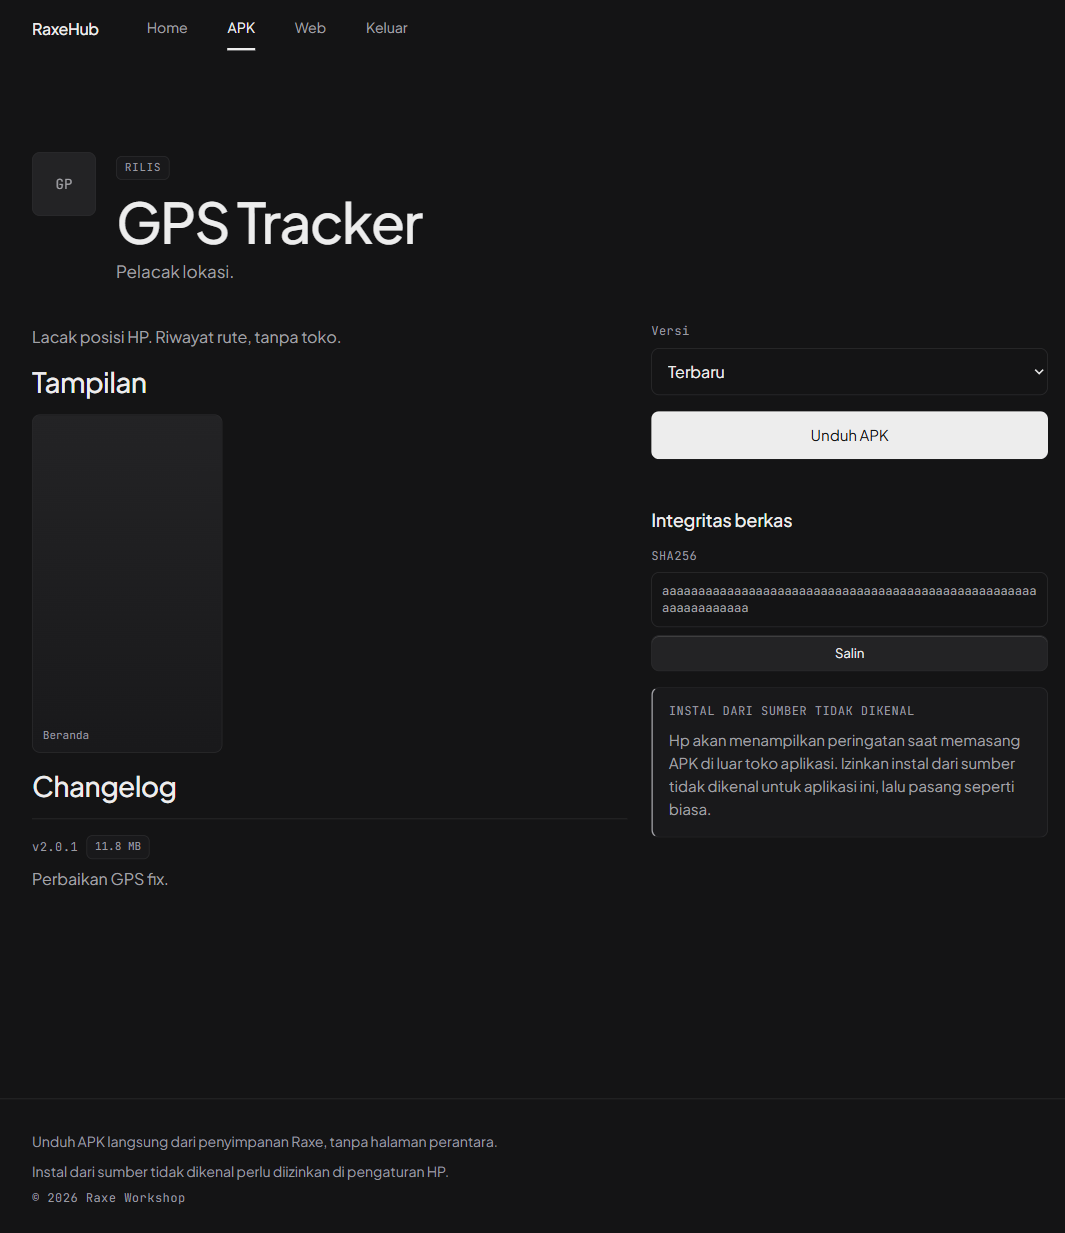 RaxeHub Home APK Web Keluar
GP
RILIS
GPS Tracker
Pelacak lokasi.
Lacak posisi HP. Riwayat rute, tanpa toko.
Tampilan
Beranda
Changelog
v2.0.1 11.8 MB
Perbaikan GPS fix.
Versi
Terbaru
Unduh APK
Integritas berkas
SHA256
aaaaaaaaaaaaaaaaaaaaaaaaaaaaaaaaaaaaaaaaaaaaaaaaaaaa
aaaaaaaaaaaa
Salin
INSTAL DARI SUMBER TIDAK DIKENAL
Hp akan menampilkan peringatan saat memasang
APK di luar toko aplikasi. Izinkan instal dari sumber
tidak dikenal untuk aplikasi ini, lalu pasang seperti
biasa.
Unduh APK langsung dari penyimpanan Raxe, tanpa halaman perantara.
Instal dari sumber tidak dikenal perlu diizinkan di pengaturan HP.
© 2026 Raxe Workshop